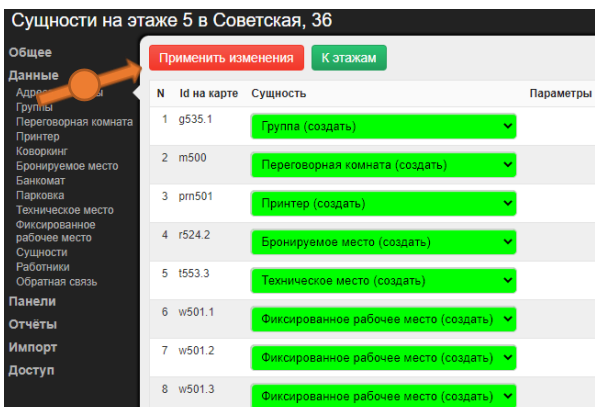 Сущности на этаже 5 в Советская, 36
Общее
Данные
Группы
Переговорная комната
Принтер
Коворкинг
Бронируемое место
Банкомат
Парковка
Техническое место
Фиксированное
рабочее место
Сущности
Работники
Обратная связь
Панели
Отчёты
Импорт
Доступ
Применить изменения К этажам
N Id на карте Сущность Параметры
1 g535.1 Группа (создать)
2 m500 Переговорная комната (создать)
3 prn501 Принтер (создать)
4 r524.2 Бронируемое место (создать)
5 t553.3 Техническое место (создать)
6 w501.1 Фиксированное рабочее место (создать)
7 w501.2 Фиксированное рабочее место (создать)
8 w501.3 Фиксированное рабочее место (создать)